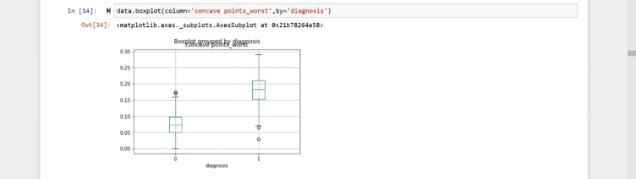 In [14]: data.boxplot(column='concave points_worst',by='diagnosis')
Out[14]: <matplotlib.axes._subplots.AxesSubplot at 0x21b78264a58>
Boxplot grouped by diagnosis
concave points_worst
0.30
0.25
0.20
0.15
0.10
0.05
0.00
0 1
diagnosis